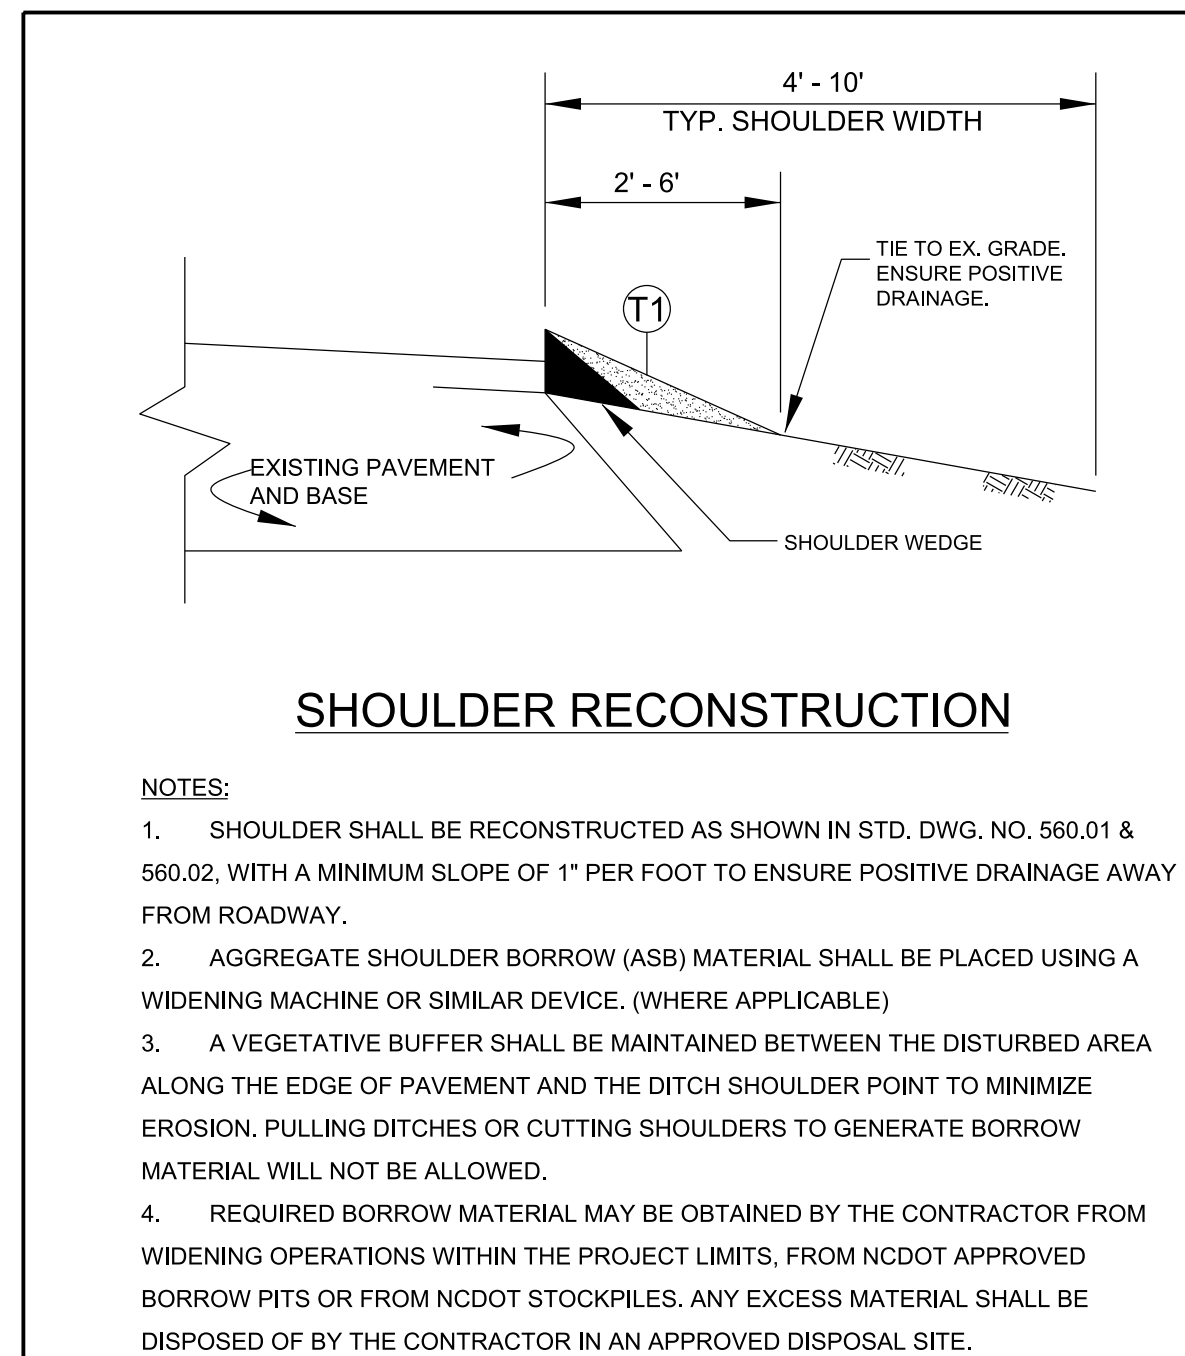 4' - 10'
TYP. SHOULDER WIDTH
2' - 6'
TIE TO EX. GRADE.
ENSURE POSITIVE
DRAINAGE.
T1
EXISTING PAVEMENT
AND BASE
SHOULDER WEDGE
SHOULDER RECONSTRUCTION
NOTES:
1. SHOULDER SHALL BE RECONSTRUCTED AS SHOWN IN STD. DWG. NO. 560.01 &
560.02, WITH A MINIMUM SLOPE OF 1" PER FOOT TO ENSURE POSITIVE DRAINAGE AWAY
FROM ROADWAY.
2. AGGREGATE SHOULDER BORROW (ASB) MATERIAL SHALL BE PLACED USING A
WIDENING MACHINE OR SIMILAR DEVICE. (WHERE APPLICABLE)
3. A VEGETATIVE BUFFER SHALL BE MAINTAINED BETWEEN THE DISTURBED AREA
ALONG THE EDGE OF PAVEMENT AND THE DITCH SHOULDER POINT TO MINIMIZE
EROSION. PULLING DITCHES OR CUTTING SHOULDERS TO GENERATE BORROW
MATERIAL WILL NOT BE ALLOWED.
4. REQUIRED BORROW MATERIAL MAY BE OBTAINED BY THE CONTRACTOR FROM
WIDENING OPERATIONS WITHIN THE PROJECT LIMITS, FROM NCDOT APPROVED
BORROW PITS OR FROM NCDOT STOCKPILES. ANY EXCESS MATERIAL SHALL BE
DISPOSED OF BY THE CONTRACTOR IN AN APPROVED DISPOSAL SITE.